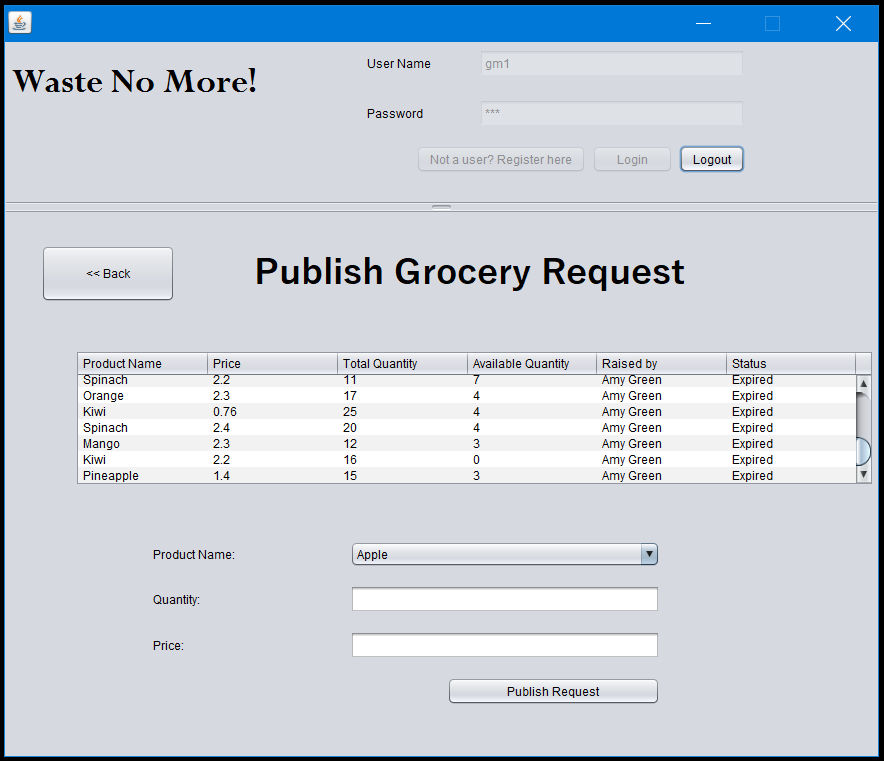 Waste No More!
User Name gm1
Password ***
Not a user? Register here Login Logout
<< Back
Publish Grocery Request
Product Name Price Total Quantity Available Quantity Raised by Status
Spinach 2.2 11 7 Amy Green Expired
Orange 2.3 17 4 Amy Green Expired
Kiwi 0.76 25 4 Amy Green Expired
Spinach 2.4 20 4 Amy Green Expired
Mango 2.3 12 3 Amy Green Expired
Kiwi 2.2 16 0 Amy Green Expired
Pineapple 1.4 15 3 Amy Green Expired
Product Name: Apple
Quantity:
Price:
Publish Request